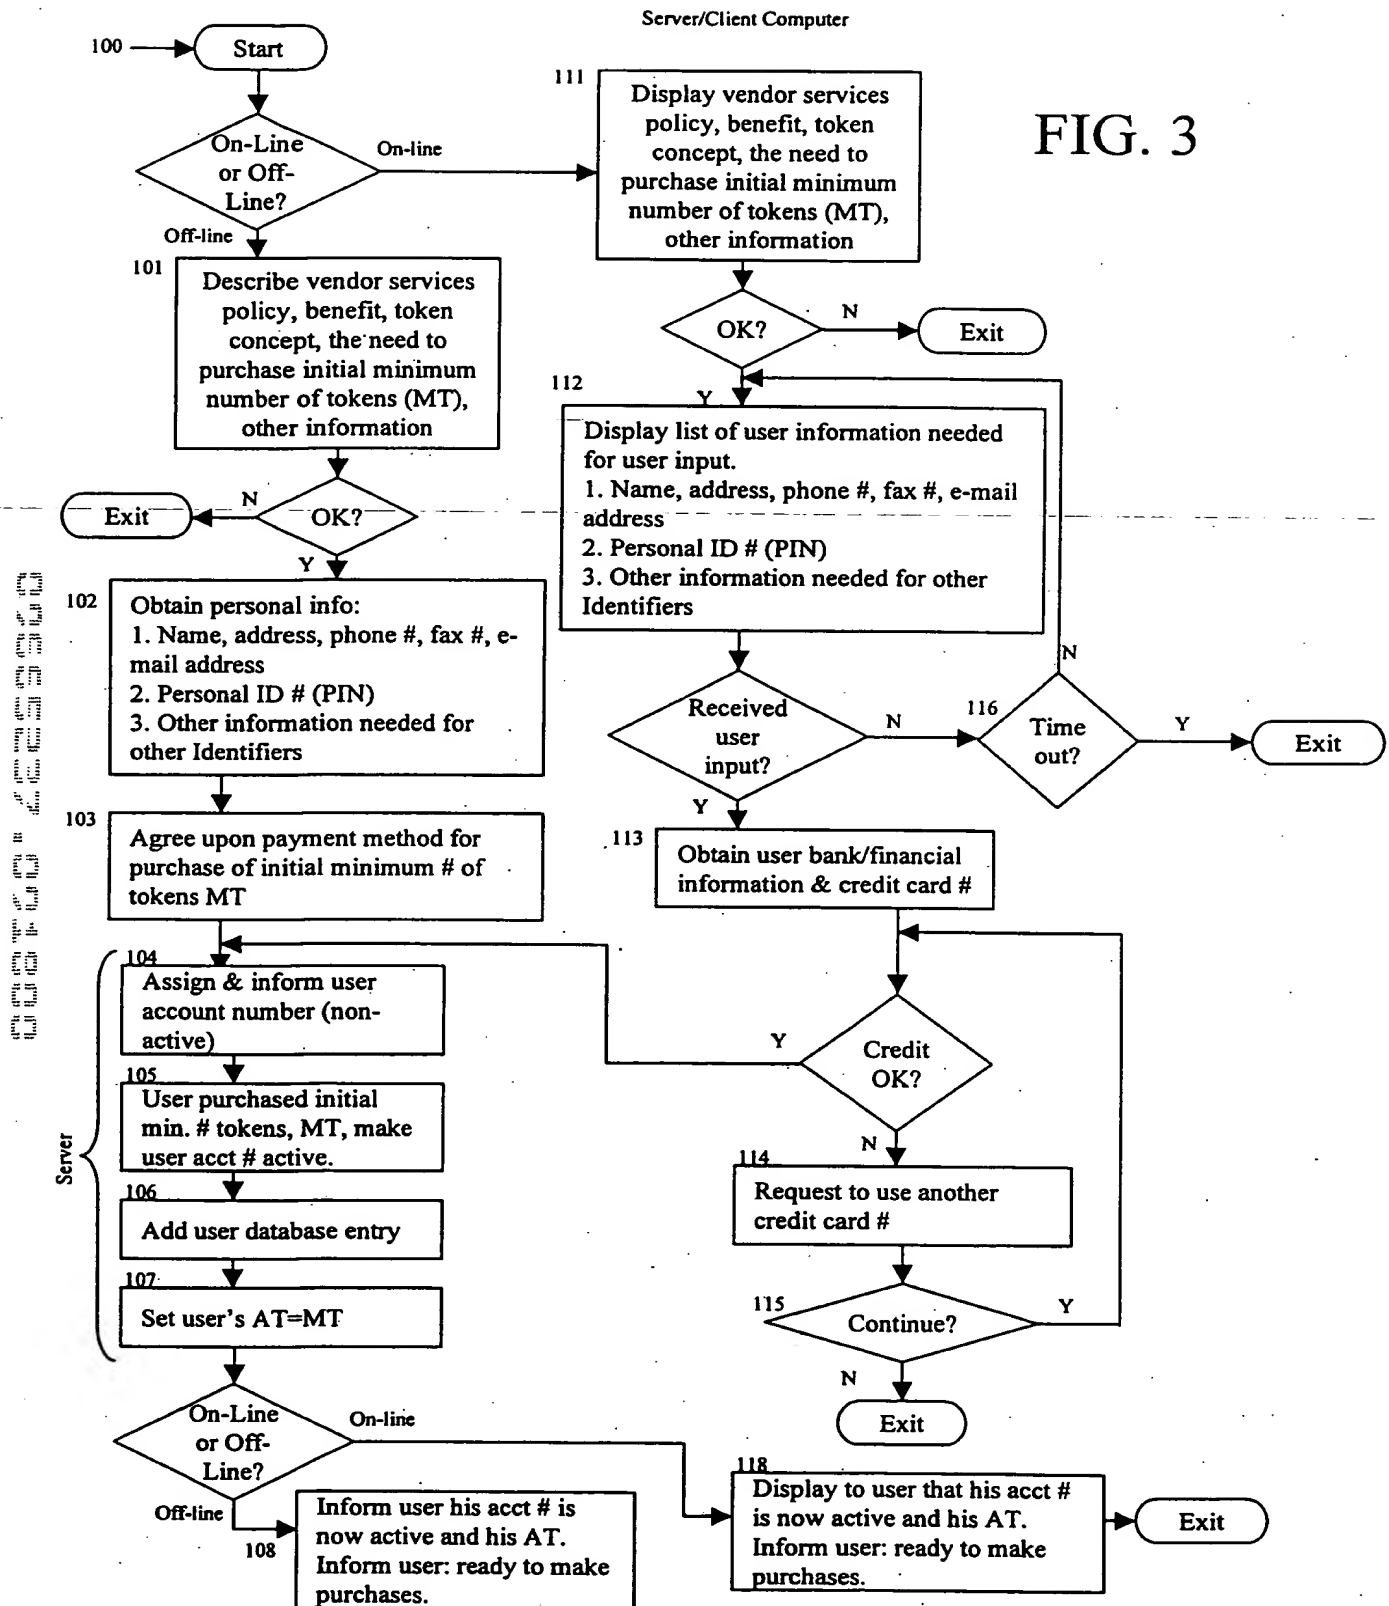 Server/Client Computer
FIG. 3
100
Start
On-Line
or Off-
Line?
On-line
Off-line
111
Display vendor services
policy, benefit, token
concept, the need to
purchase initial minimum
number of tokens (MT),
other information
101
Describe vendor services
policy, benefit, token
concept, the need to
purchase initial minimum
number of tokens (MT),
other information
OK?
N
Exit
Y
OK?
N
Exit
Y
112
Display list of user information needed
for user input.
1. Name, address, phone #, fax #, e-mail
address
2. Personal ID # (PIN)
3. Other information needed for other
Identifiers
102
Obtain personal info:
1. Name, address, phone #, fax #, e-
mail address
2. Personal ID # (PIN)
3. Other information needed for
other Identifiers
Received
user
input?
N
Y
116
Time
out?
N
Y
Exit
103
Agree upon payment method for
purchase of initial minimum # of
tokens MT
113
Obtain user bank/financial
information & credit card #
Server
104
Assign & inform user
account number (non-
active)
Credit
OK?
Y
N
105
User purchased initial
min. # tokens, MT, make
user acct # active.
114
Request to use another
credit card #
106
Add user database entry
107
Set user's AT=MT
115
Continue?
Y
N
Exit
On-Line
or Off-
Line?
On-line
Off-line
108
Inform user his acct # is
now active and his AT.
Inform user: ready to make
purchases.
118
Display to user that his acct #
is now active and his AT.
Inform user: ready to make
purchases.
Exit